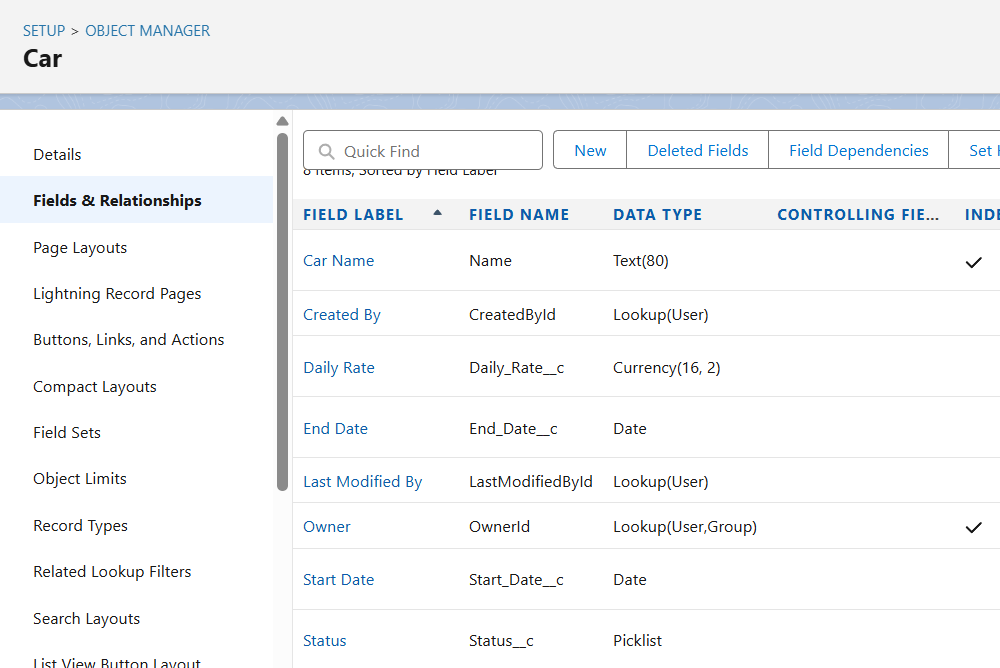 SETUP > OBJECT MANAGER
Car
Details
Fields & Relationships
Page Layouts
Lightning Record Pages
Buttons, Links, and Actions
Compact Layouts
Field Sets
Object Limits
Record Types
Related Lookup Filters
Search Layouts
List View Button Layout
Quick Find
New
Deleted Fields
Field Dependencies
Set
8 Items, Sorted by Field Label
FIELD LABEL FIELD NAME DATA TYPE CONTROLLING FIE... INDE
Car Name Name Text(80)
Created By CreatedById Lookup(User)
Daily Rate Daily_Rate__c Currency(16, 2)
End Date End_Date__c Date
Last Modified By LastModifiedById Lookup(User)
Owner OwnerId Lookup(User,Group)
Start Date Start_Date__c Date
Status Status__c Picklist